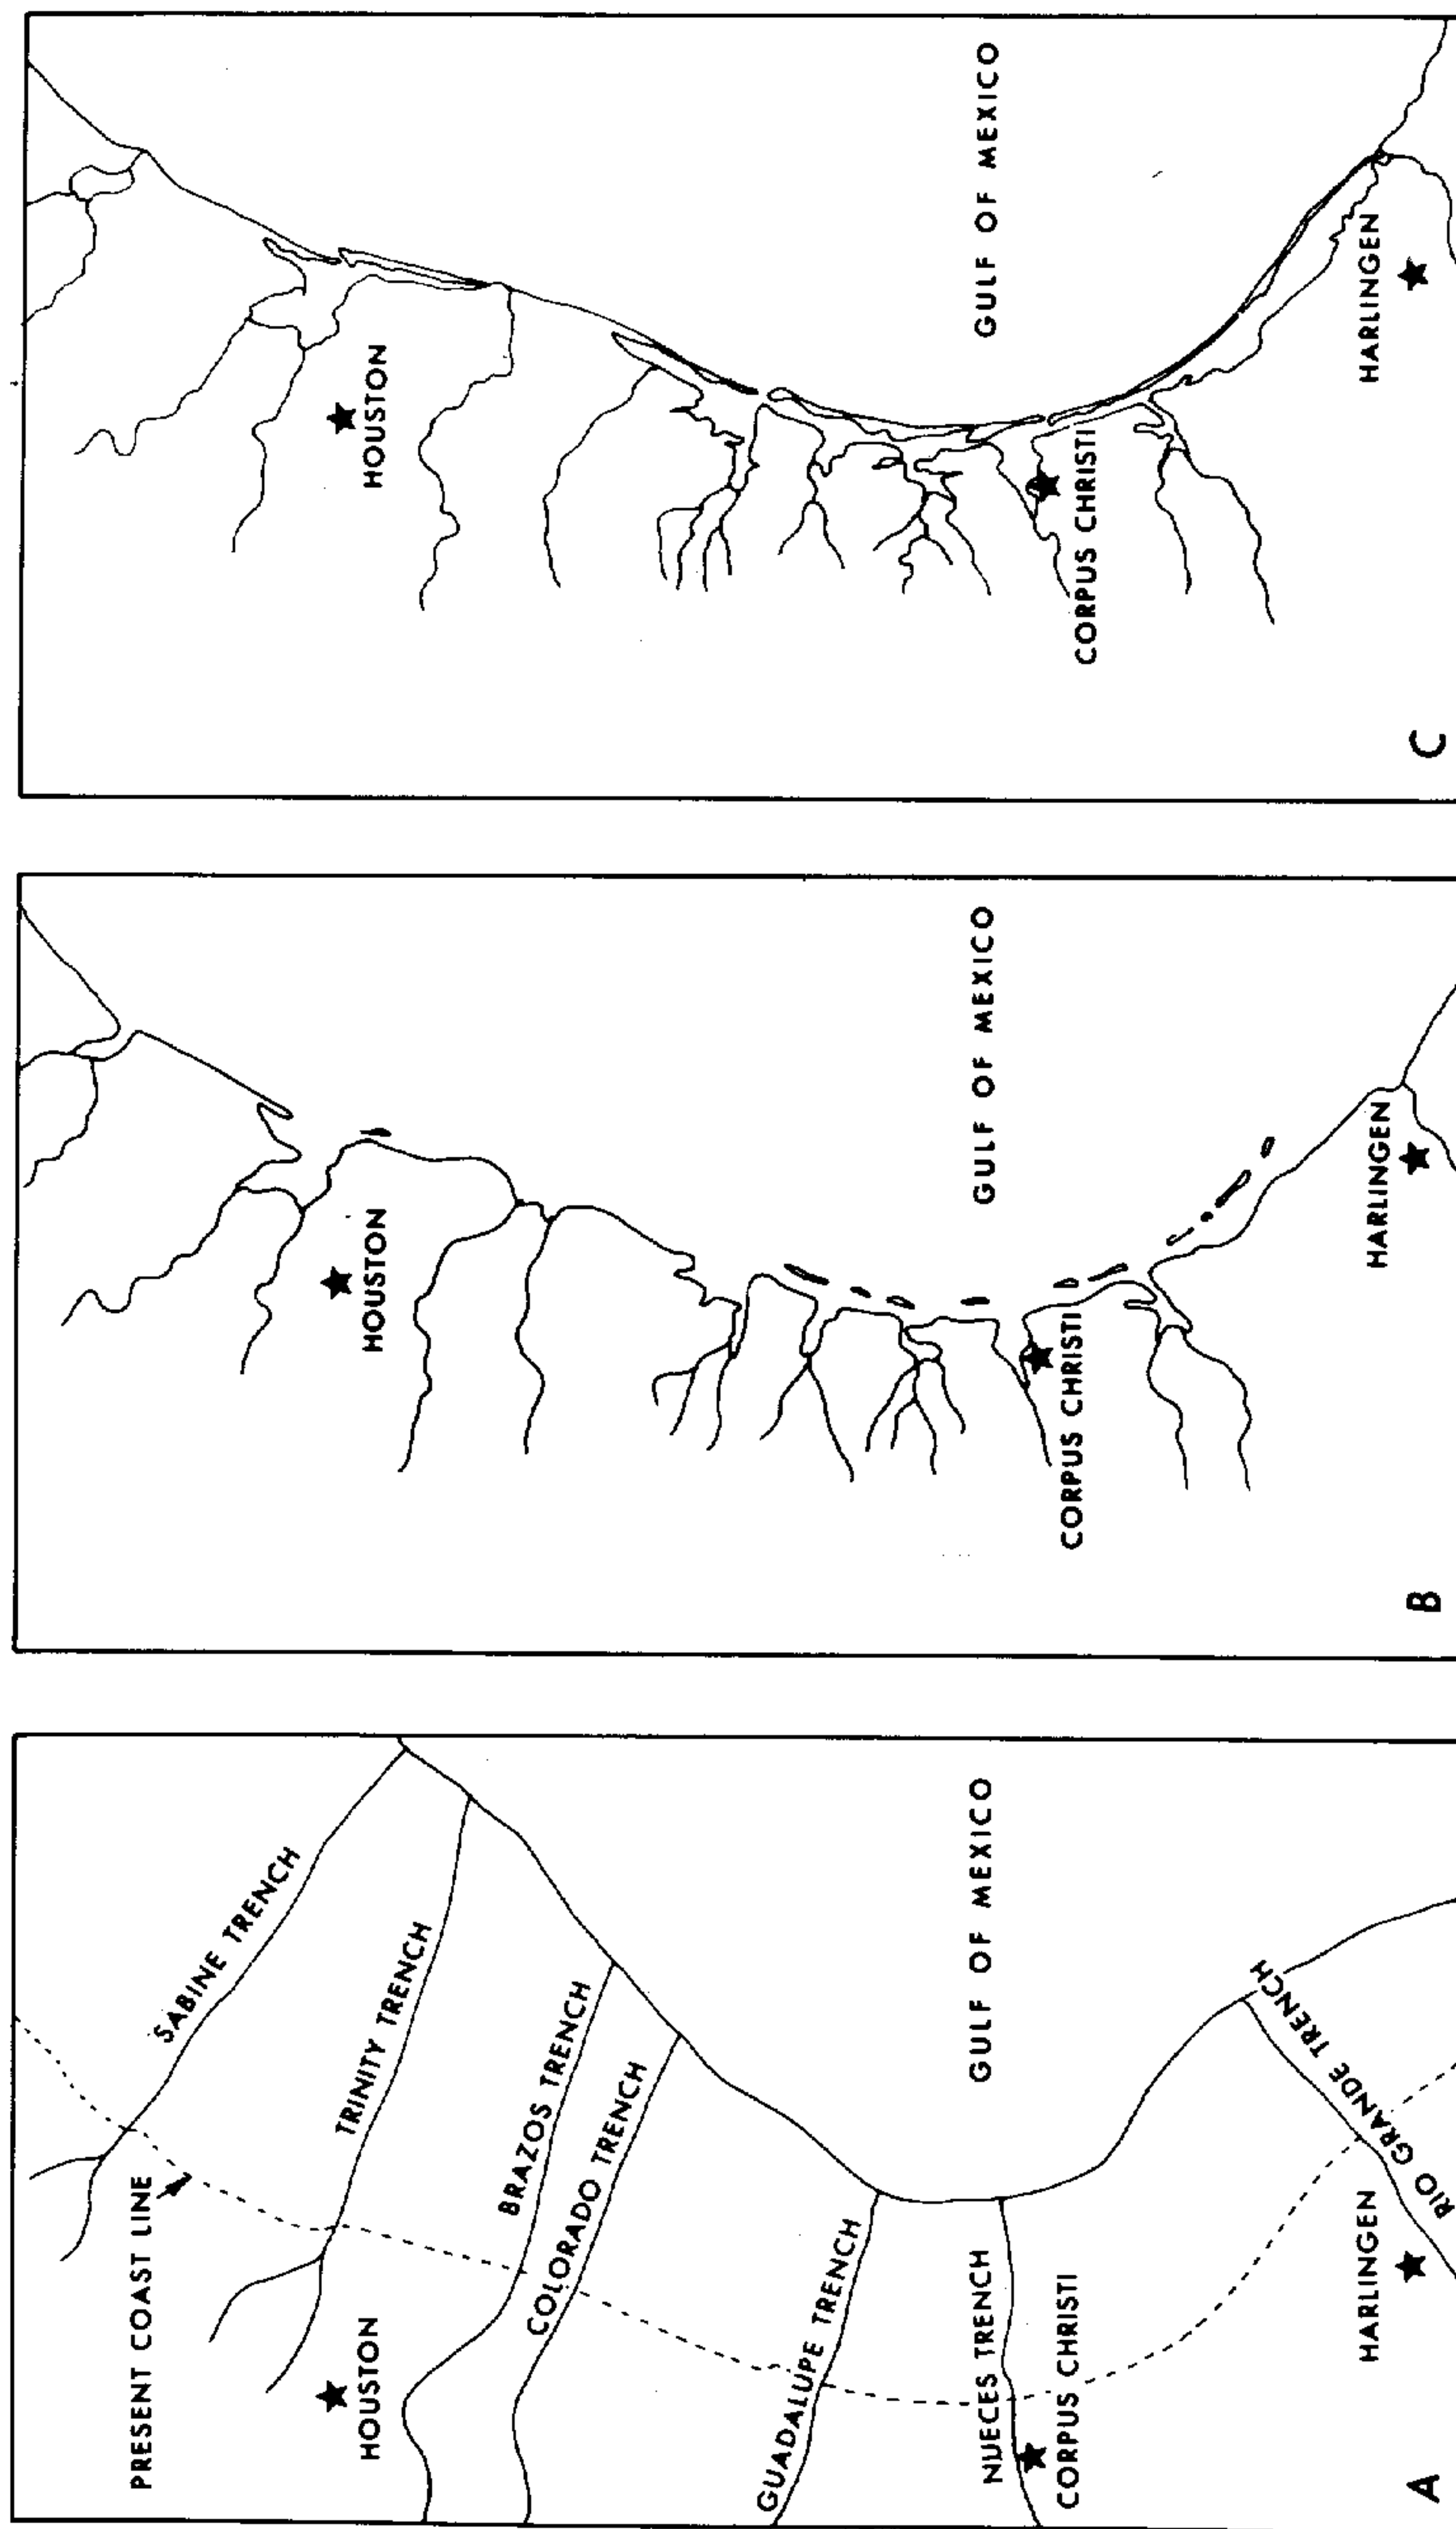 PRESENT COAST LINE
SABINE TRENCH
TRINITY TRENCH
HOUSTON
BRAZOS TRENCH
COLORADO TRENCH
GUADALUPE TRENCH
GULF OF MEXICO
NUECES TRENCH
CORPUS CHRISTI
HARLINGEN
RIO GRANDE TRENCH
A
HOUSTON
GULF OF MEXICO
CORPUS CHRISTI
HARLINGEN
B
HOUSTON
GULF OF MEXICO
CORPUS CHRISTI
HARLINGEN
C